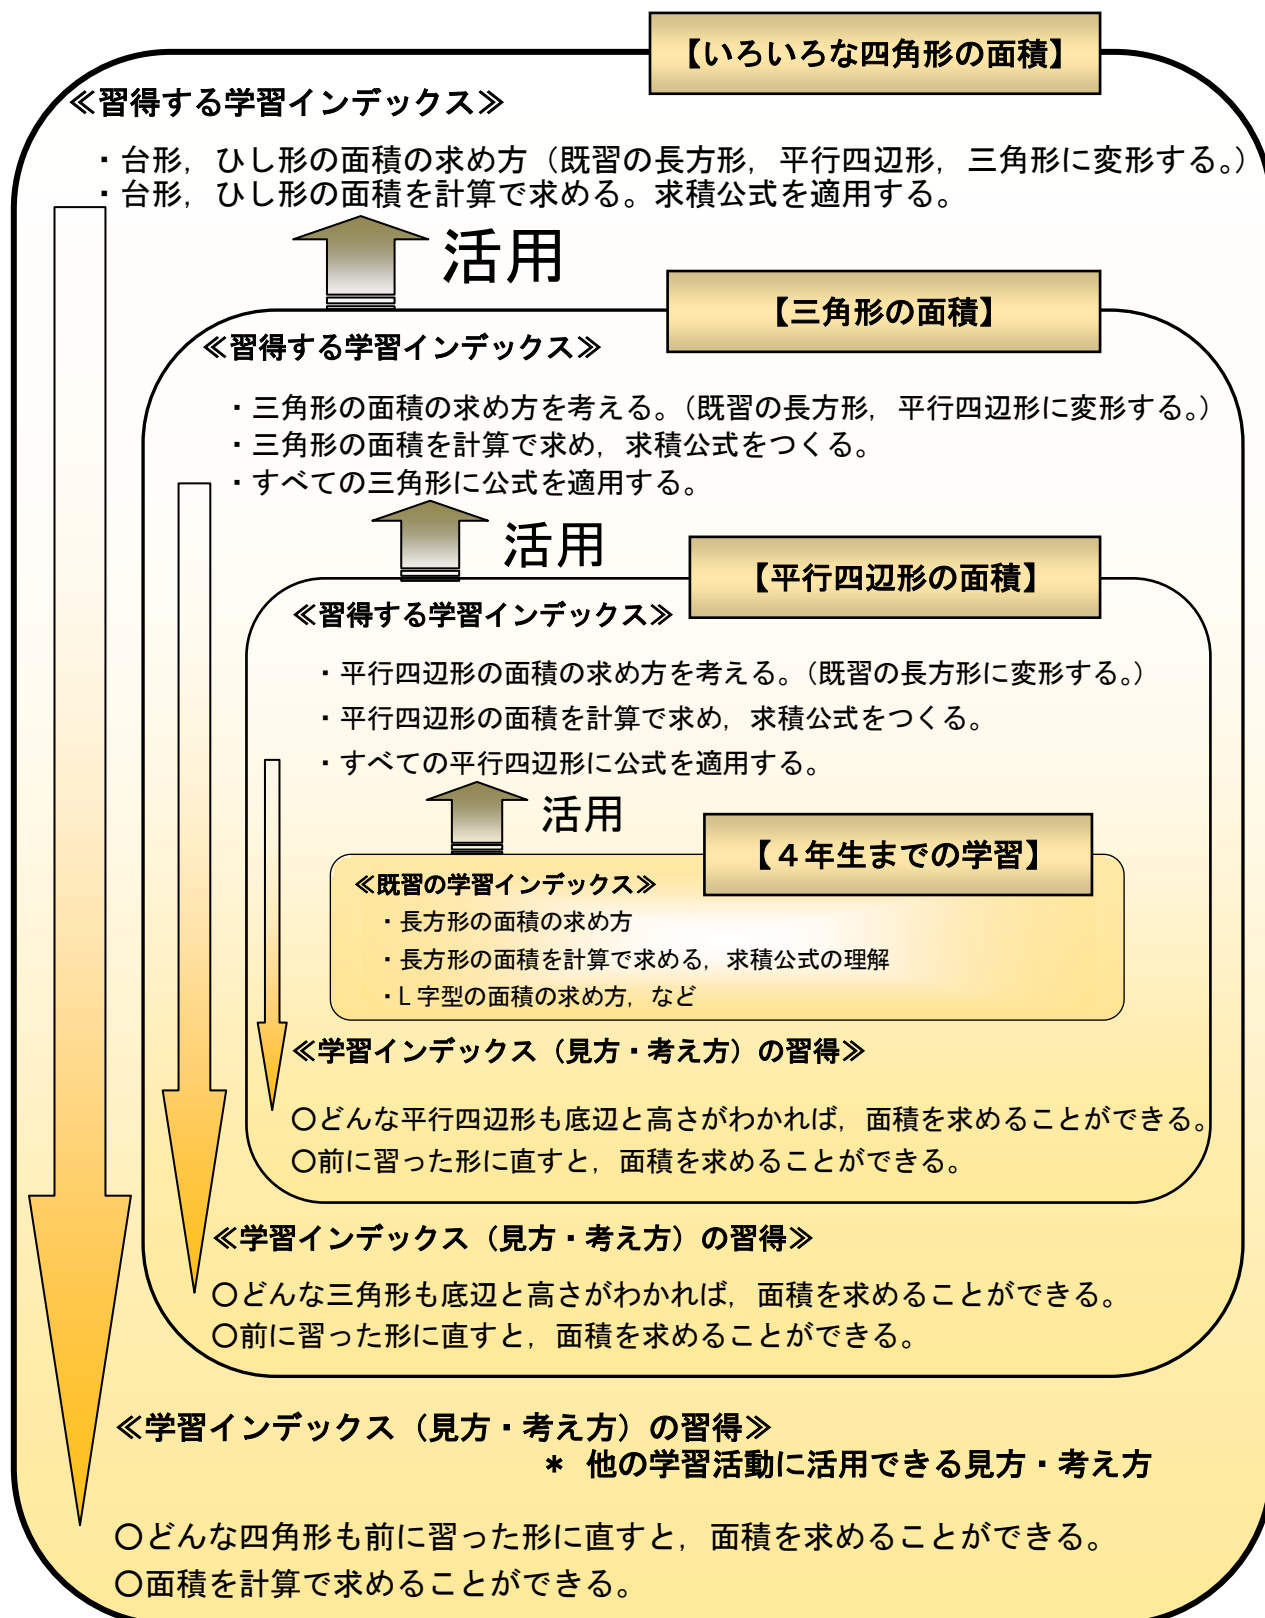 【いろいろな四角形の面積】
≪習得する学習インデックス≫
・台形，ひし形の面積の求め方（既習の長方形，平行四辺形，三角形に変形する。）
・台形，ひし形の面積を計算で求める。求積公式を適用する。
活用
【三角形の面積】
≪習得する学習インデックス≫
・三角形の面積の求め方を考える。（既習の長方形，平行四辺形に変形する。）
・三角形の面積を計算で求め，求積公式をつくる。
・すべての三角形に公式を適用する。
活用
【平行四辺形の面積】
≪習得する学習インデックス≫
・平行四辺形の面積の求め方を考える。（既習の長方形に変形する。）
・平行四辺形の面積を計算で求め，求積公式をつくる。
・すべての平行四辺形に公式を適用する。
活用
【４年生までの学習】
≪既習の学習インデックス≫
・長方形の面積の求め方
・長方形の面積を計算で求める，求積公式の理解
・L 字型の面積の求め方，など
≪学習インデックス（見方・考え方）の習得≫
○どんな平行四辺形も底辺と高さがわかれば，面積を求めることができる。
○前に習った形に直すと，面積を求めることができる。
≪学習インデックス（見方・考え方）の習得≫
○どんな三角形も底辺と高さがわかれば，面積を求めることができる。
○前に習った形に直すと，面積を求めることができる。
≪学習インデックス（見方・考え方）の習得≫
＊ 他の学習活動に活用できる見方・考え方
○どんな四角形も前に習った形に直すと，面積を求めることができる。
○面積を計算で求めることができる。